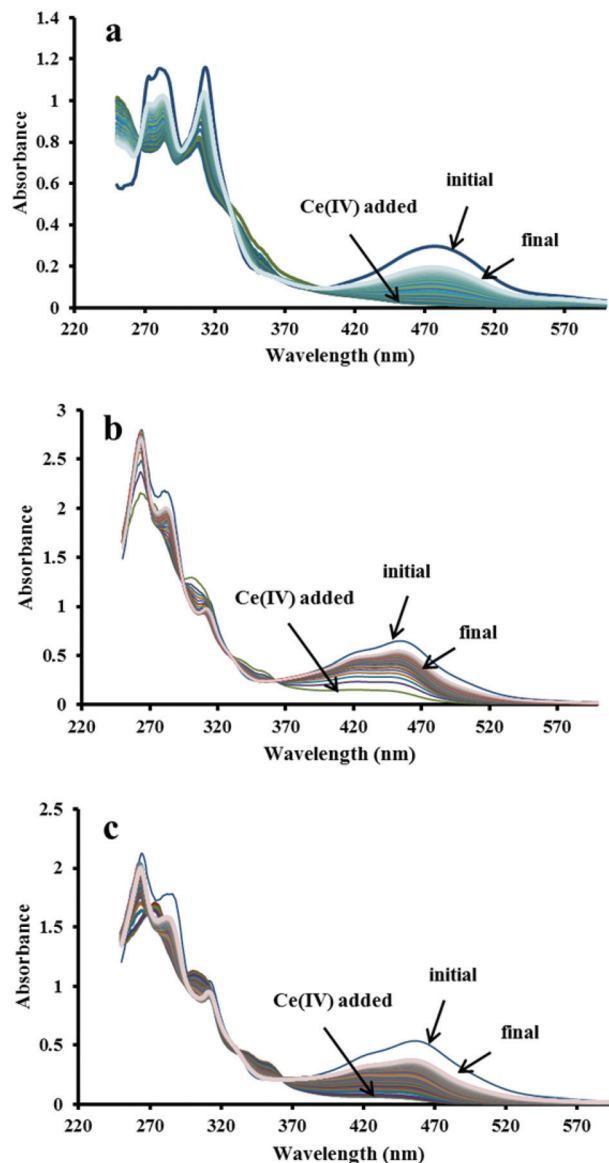 a
1.4
1.2
1
0.8
0.6
0.4
0.2
0
Absorbance
Ce(IV) added
initial
final
220 270 320 370 420 470 520 570
Wavelength (nm)
b
3
2.5
2
1.5
1
0.5
0
Absorbance
Ce(IV) added
initial
final
220 270 320 370 420 470 520 570
Wavelength (nm)
c
2.5
2
1.5
1
0.5
0
Absorbance
Ce(IV) added
initial
final
220 270 320 370 420 470 520 570
Wavelength (nm)